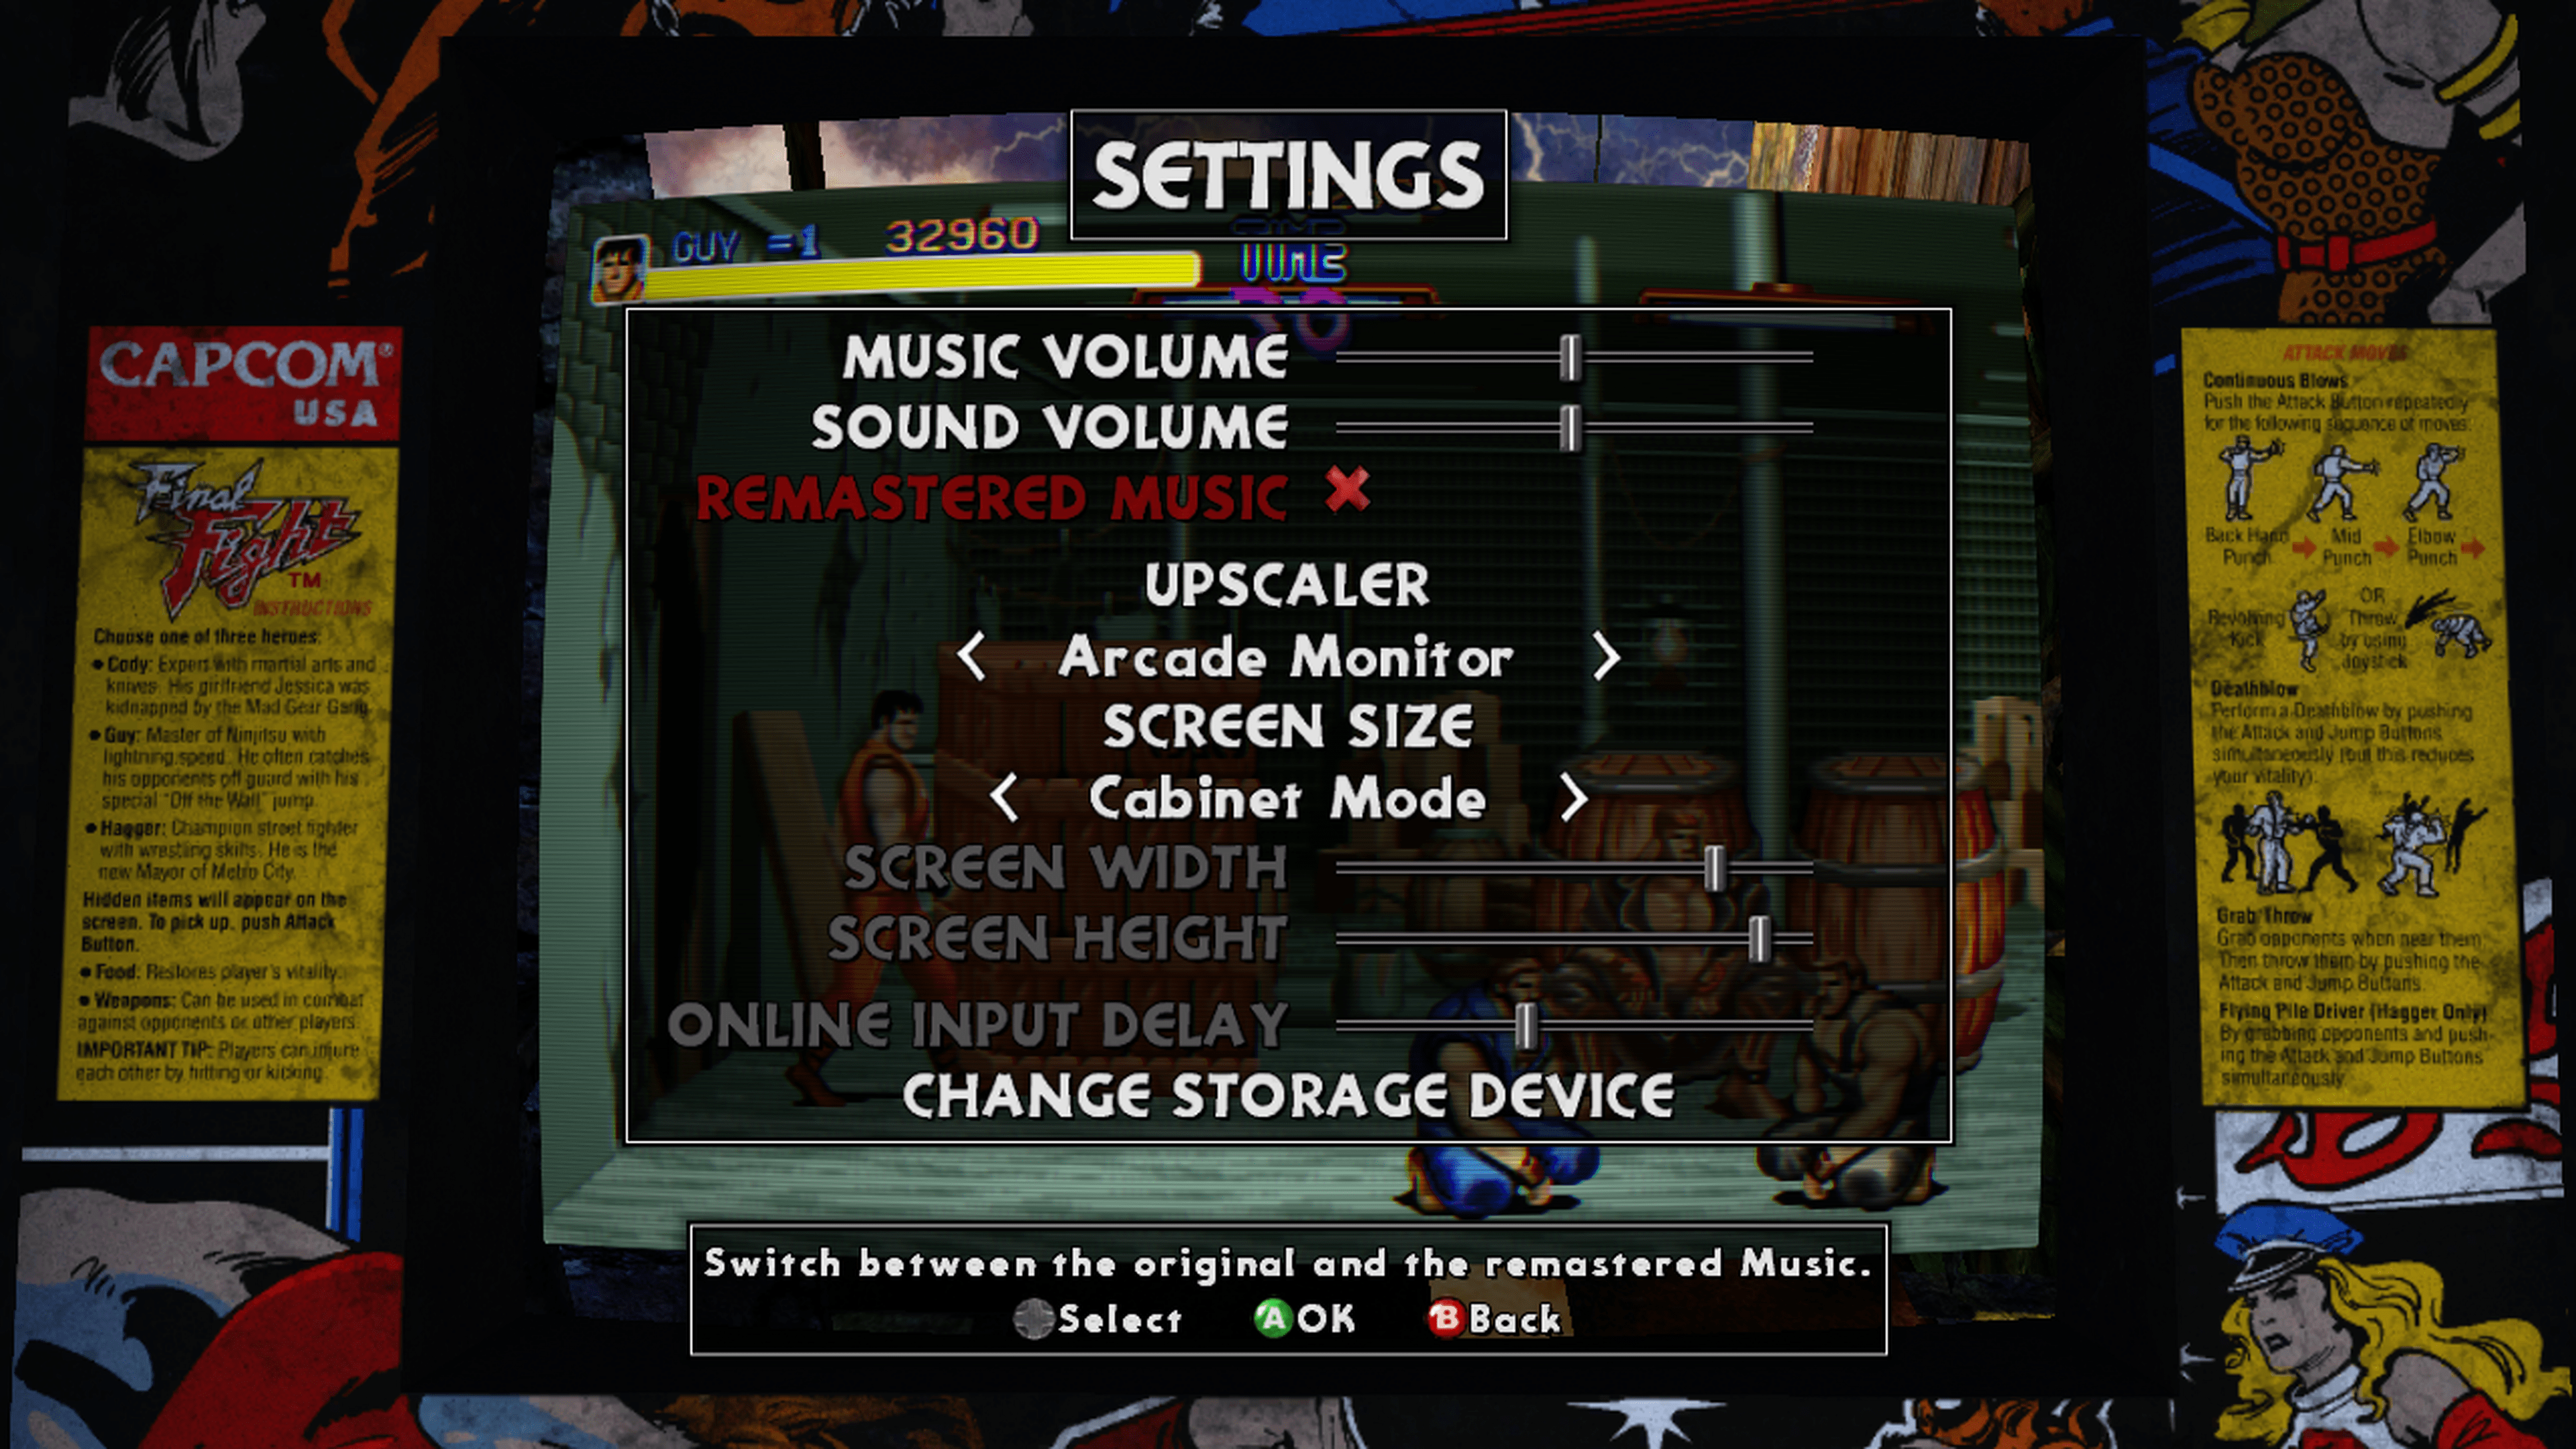 SETTINGS
GUY =1 32960
TIME
MUSIC VOLUME
SOUND VOLUME
REMASTERED MUSIC
UPSCALER
< Arcade Monitor >
SCREEN SIZE
< Cabinet Mode >
SCREEN WIDTH
SCREEN HEIGHT
ONLINE INPUT DELAY
CHANGE STORAGE DEVICE
Switch between the original and the remastered Music.
Select A OK B Back
CAPCOM®
USA
Final
Fight
TM
INSTRUCTIONS
Choose one of three heroes:
• Cody: Expert with martial arts and
knives. His girlfriend Jessica was
kidnapped by the Mad Gear Gang.
• Guy: Master of Ninjitsu with
lightning speed. He often catches
his opponents off guard with his
special "Off the Wall" jump.
• Haggar: Champion street fighter
with wrestling skills. He is the
new Mayor of Metro City.
Hidden items will appear on the
screen. To pick up, push Attack
Button.
• Food: Restores player's vitality.
• Weapons: Can be used in combat
against opponents or other players.
IMPORTANT TIP: Players can injure
each other by hitting or kicking.
ATTACK MOVES
Continuous Blows
Push the Attack Button repeatedly
for the following sequence of moves:
Back Hand
Punch
Mid
Punch
Elbow
Punch
OR
Revolving
Kick
Throw
by using
Joystick
Deathblow
Perform a Deathblow by pushing
the Attack and Jump Buttons
simultaneously (but this reduces
your vitality).
Grab Throw
Grab opponents when near them.
Then throw them by pushing the
Attack and Jump Buttons.
Flying Pile Driver (Haggar Only)
By grabbing opponents and push-
ing the Attack and Jump Buttons
simultaneously.